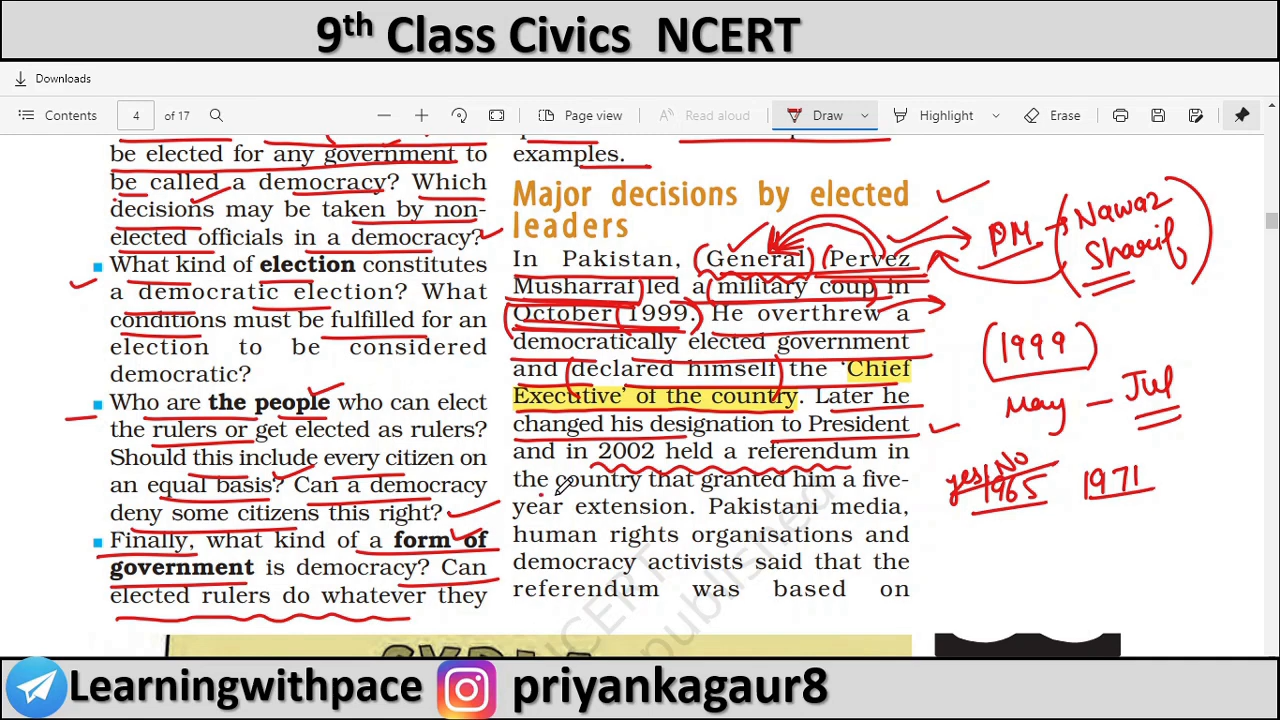 9th Class Civics NCERT
Downloads
Contents
4 of 17
Page view
Read aloud
Draw
Highlight
Erase
be elected for any government to
be called a democracy? Which
decisions may be taken by non-
elected officials in a democracy?
What kind of election constitutes
a democratic election? What
conditions must be fulfilled for an
election to be considered
democratic?
Who are the people who can elect
the rulers or get elected as rulers?
Should this include every citizen on
an equal basis? Can a democracy
deny some citizens this right?
Finally, what kind of a form of
government is democracy? Can
elected rulers do whatever they
examples.
Major decisions by elected
leaders
In Pakistan, General Pervez
Musharraf led a military coup in
October 1999. He overthrew a
democratically elected government
and declared himself the ‘Chief
Executive’ of the country. Later he
changed his designation to President
and in 2002 held a referendum in
the country that granted him a five-
year extension. Pakistani media,
human rights organisations and
democracy activists said that the
referendum was based on
PM → Nawaz
Sharif
(1999)
May - Jul
yes/No
1965 1971
NCERT
published
Learningwithpace
priyankagaur8